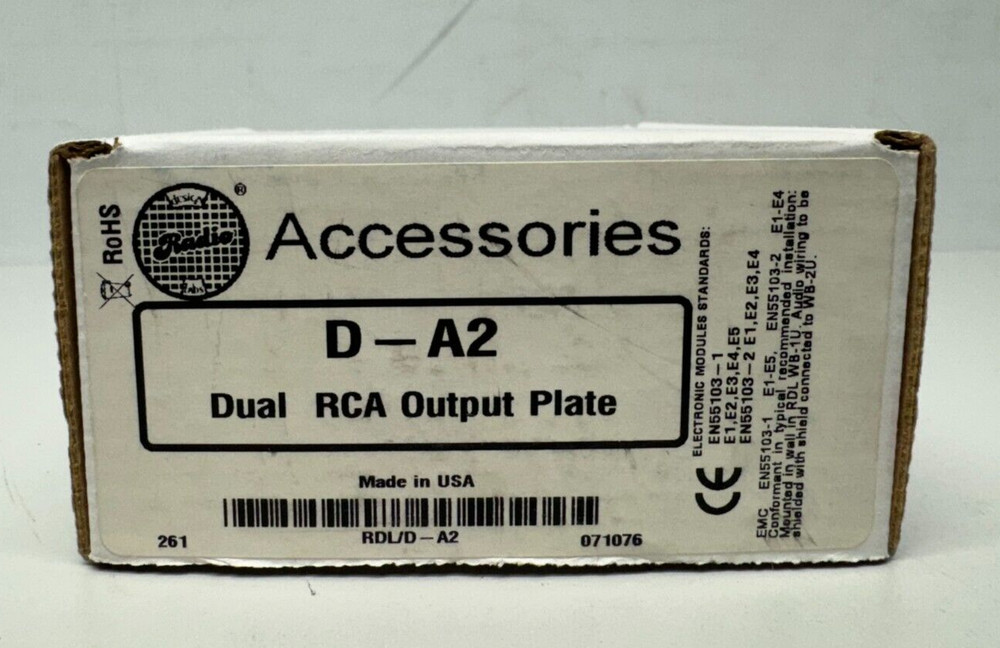 RoHS
design
Radio
labs
®
Accessories
D-A2
Dual RCA Output Plate
Made in USA
261
RDL/D-A2
071076
ELECTRONIC MODULES STANDARDS:
EN55103-1
E1,E2,E3,E4,E5
EN55103-2 E1,E2,E3,E4
CE
EMC EN55103-1 E1-E5, EN55103-2 E1-E4
Conformant in typical recommended installation:
Mounted in wall in RDL WB-1U. Audio wiring to be
shielded with shield connected to WB-2U.